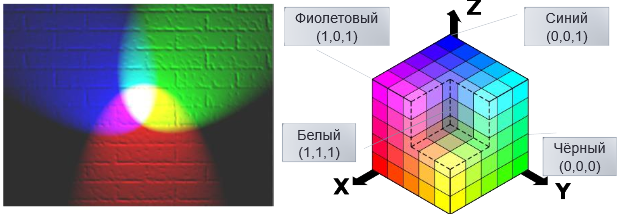 Фиолетовый
(1,0,1)
Z
Синий
(0,0,1)
Белый
(1,1,1)
Чёрный
(0,0,0)
X
Y